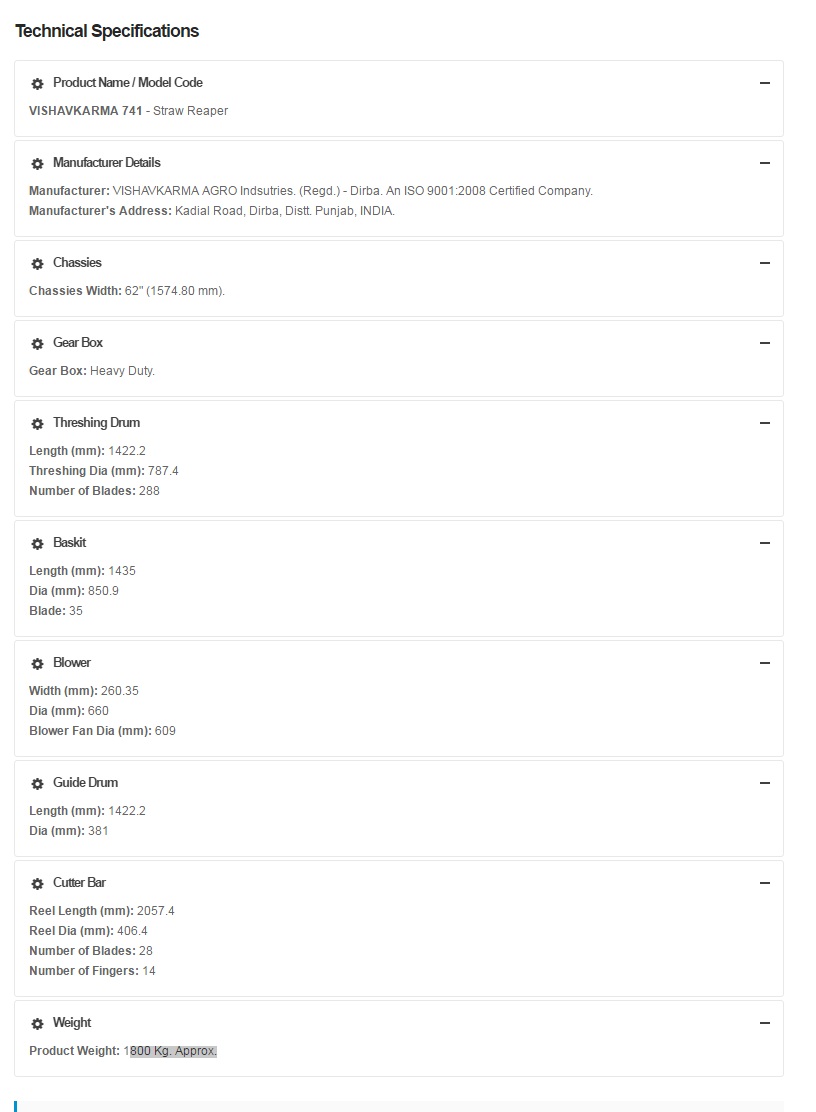 Technical Specifications
Product Name / Model Code
VISHAVKARMA 741 - Straw Reaper
Manufacturer Details
Manufacturer: VISHAVKARMA AGRO Indsutries. (Regd.) - Dirba. An ISO 9001:2008 Certified Company.
Manufacturer's Address: Kadial Road, Dirba, Distt. Punjab, INDIA.
Chassies
Chassies Width: 62" (1574.80 mm).
Gear Box
Gear Box: Heavy Duty.
Threshing Drum
Length (mm): 1422.2
Threshing Dia (mm): 787.4
Number of Blades: 288
Baskit
Length (mm): 1435
Dia (mm): 850.9
Blade: 35
Blower
Width (mm): 260.35
Dia (mm): 660
Blower Fan Dia (mm): 609
Guide Drum
Length (mm): 1422.2
Dia (mm): 381
Cutter Bar
Reel Length (mm): 2057.4
Reel Dia (mm): 406.4
Number of Blades: 28
Number of Fingers: 14
Weight
Product Weight: 1800 Kg. Approx.